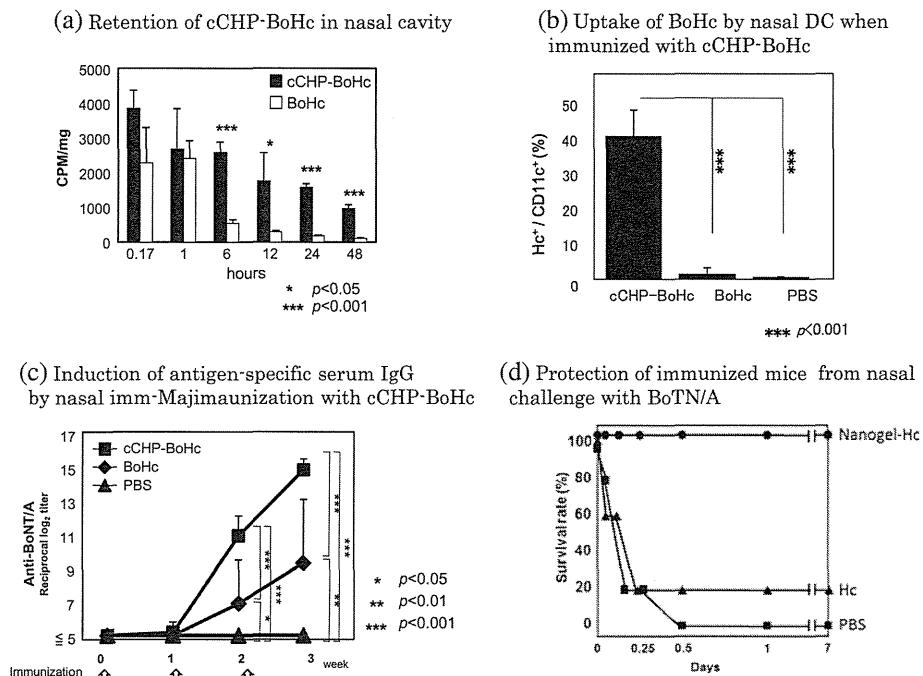 (a) Retention of cCHP-BoHc in nasal cavity
5000
4000
3000
2000
1000
0
CPM/mg
cCHP-BoHc
BoHc
***
*
***
***
0.17 1 6 12 24 48
hours
* p<0.05
*** p<0.001
(b) Uptake of BoHc by nasal DC when
immunized with cCHP-BoHc
50
40
30
20
10
0
Hc+ / CD11c+ (%)
***
***
cCHP-BoHc BoHc PBS
*** p<0.001
(c) Induction of antigen-specific serum IgG
by nasal imm-Majimaunization with cCHP-BoHc
17
15
13
11
9
7
≦ 5
Anti-BoNT/A
Reciprocal log2 titer
cCHP-BoHc
BoHc
PBS
***
***
*
***
***
**
* p<0.05
** p<0.01
*** p<0.001
0 1 2 3 week
Immunization
(d) Protection of immunized mice from nasal
challenge with BoTN/A
100
80
60
40
20
0
Survival rate (%)
Nanogel-Hc
Hc
PBS
0 0.25 0.5 1 7
Days